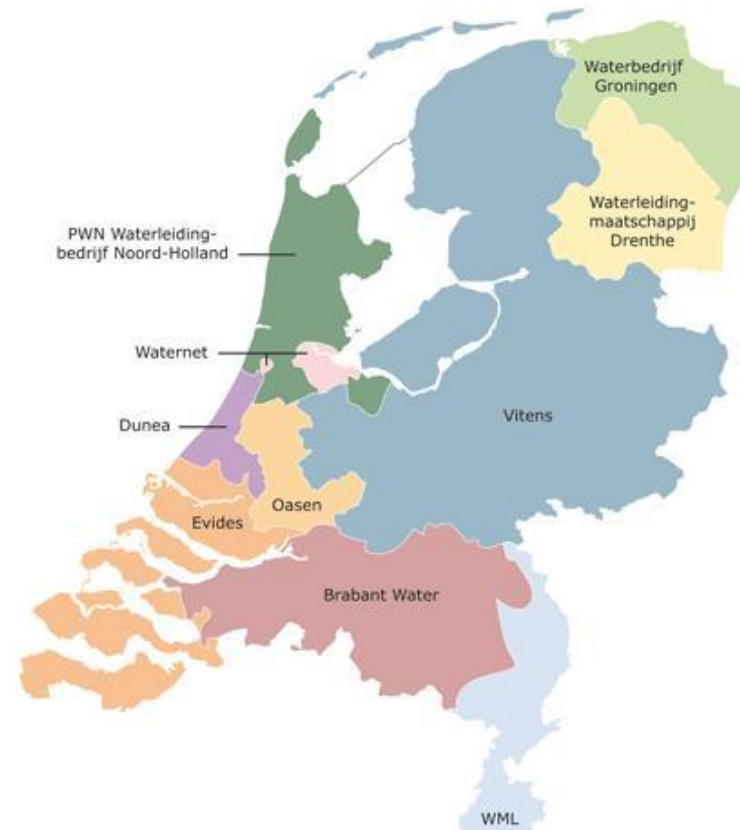 Waterbedrijf
Groningen
Waterleiding-
maatschappij
Drenthe
PWN Waterleiding-
bedrijf Noord-Holland
Waternet
Dunea
Vitens
Oasen
Evides
Brabant Water
WML